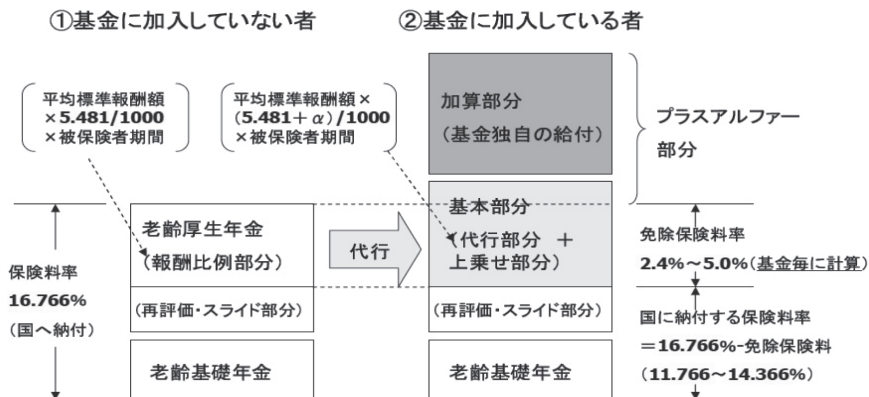 ①基金に加入していない者
②基金に加入している者
平均標準報酬額
×5.481/1000
×被保険者期間
平均標準報酬額×
(5.481+α)/1000
×被保険者期間
加算部分
(基金独自の給付)
プラスアルファー
部分
老齢厚生年金
(報酬比例部分)
代行
基本部分
(代行部分 +
上乗せ部分)
保険料率
16.766%
(国へ納付)
免除保険料率
2.4%~5.0%(基金毎に計算)
(再評価・スライド部分)
(再評価・スライド部分)
国に納付する保険料率
=16.766%-免除保険料
(11.766~14.366%)
老齢基礎年金
老齢基礎年金